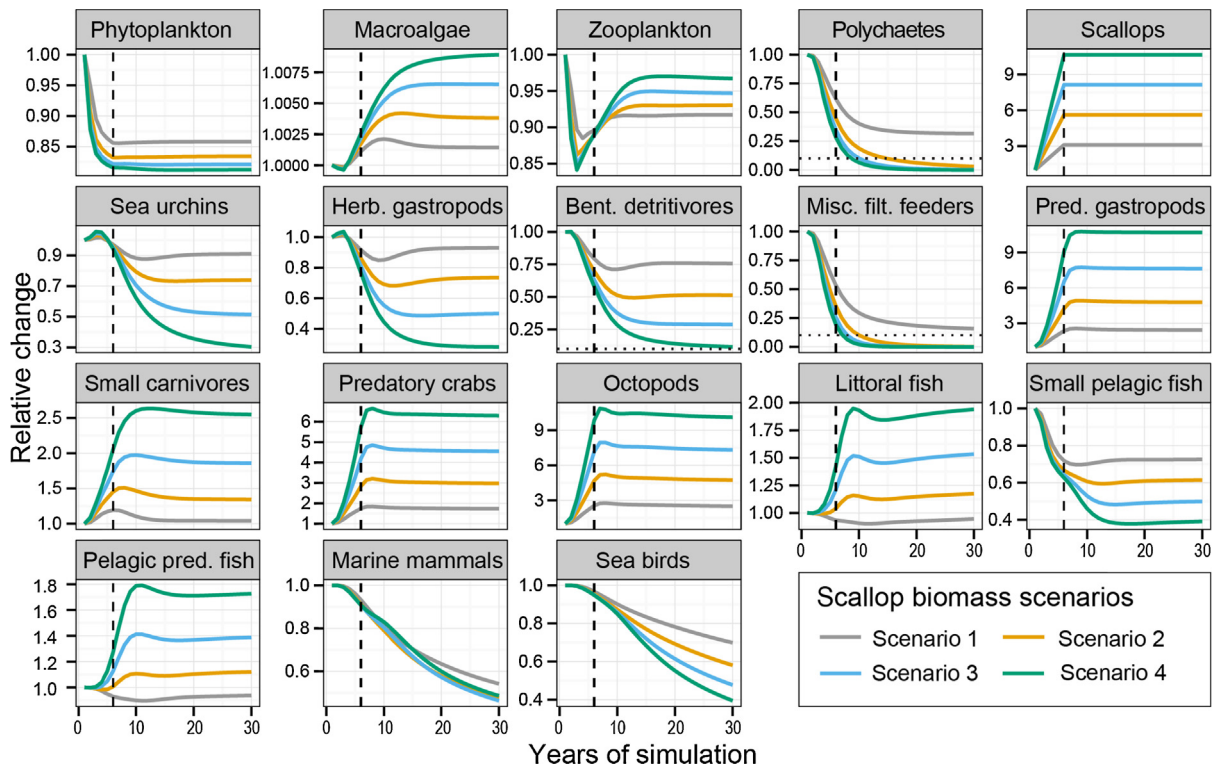 Phytoplankton Macroalgae Zooplankton Polychaetes Scallops
1.00 0.95 0.90 0.85
1.0075 1.0050 1.0025 1.0000
1.00 0.95 0.90 0.85
1.00 0.75 0.50 0.25 0.00
9 6 3
Sea urchins Herb. gastropods Bent. detritivores Misc. filt. feeders Pred. gastropods
0.9 0.7 0.5 0.3
1.0 0.8 0.6 0.4
1.00 0.75 0.50 0.25
1.00 0.75 0.50 0.25 0.00
9 6 3
Relative change
Small carnivores Predatory crabs Octopods Littoral fish Small pelagic fish
2.5 2.0 1.5 1.0
6 5 4 3 2 1
9 6 3
2.00 1.75 1.50 1.25 1.00
1.0 0.8 0.6 0.4
0 10 20 30 0 10 20 30
Pelagic pred. fish Marine mammals Sea birds
1.8 1.6 1.4 1.2 1.0
1.0 0.8 0.6
1.0 0.8 0.6 0.4
0 10 20 30 0 10 20 30 0 10 20 30
Years of simulation
Scallop biomass scenarios
Scenario 1 Scenario 2
Scenario 3 Scenario 4